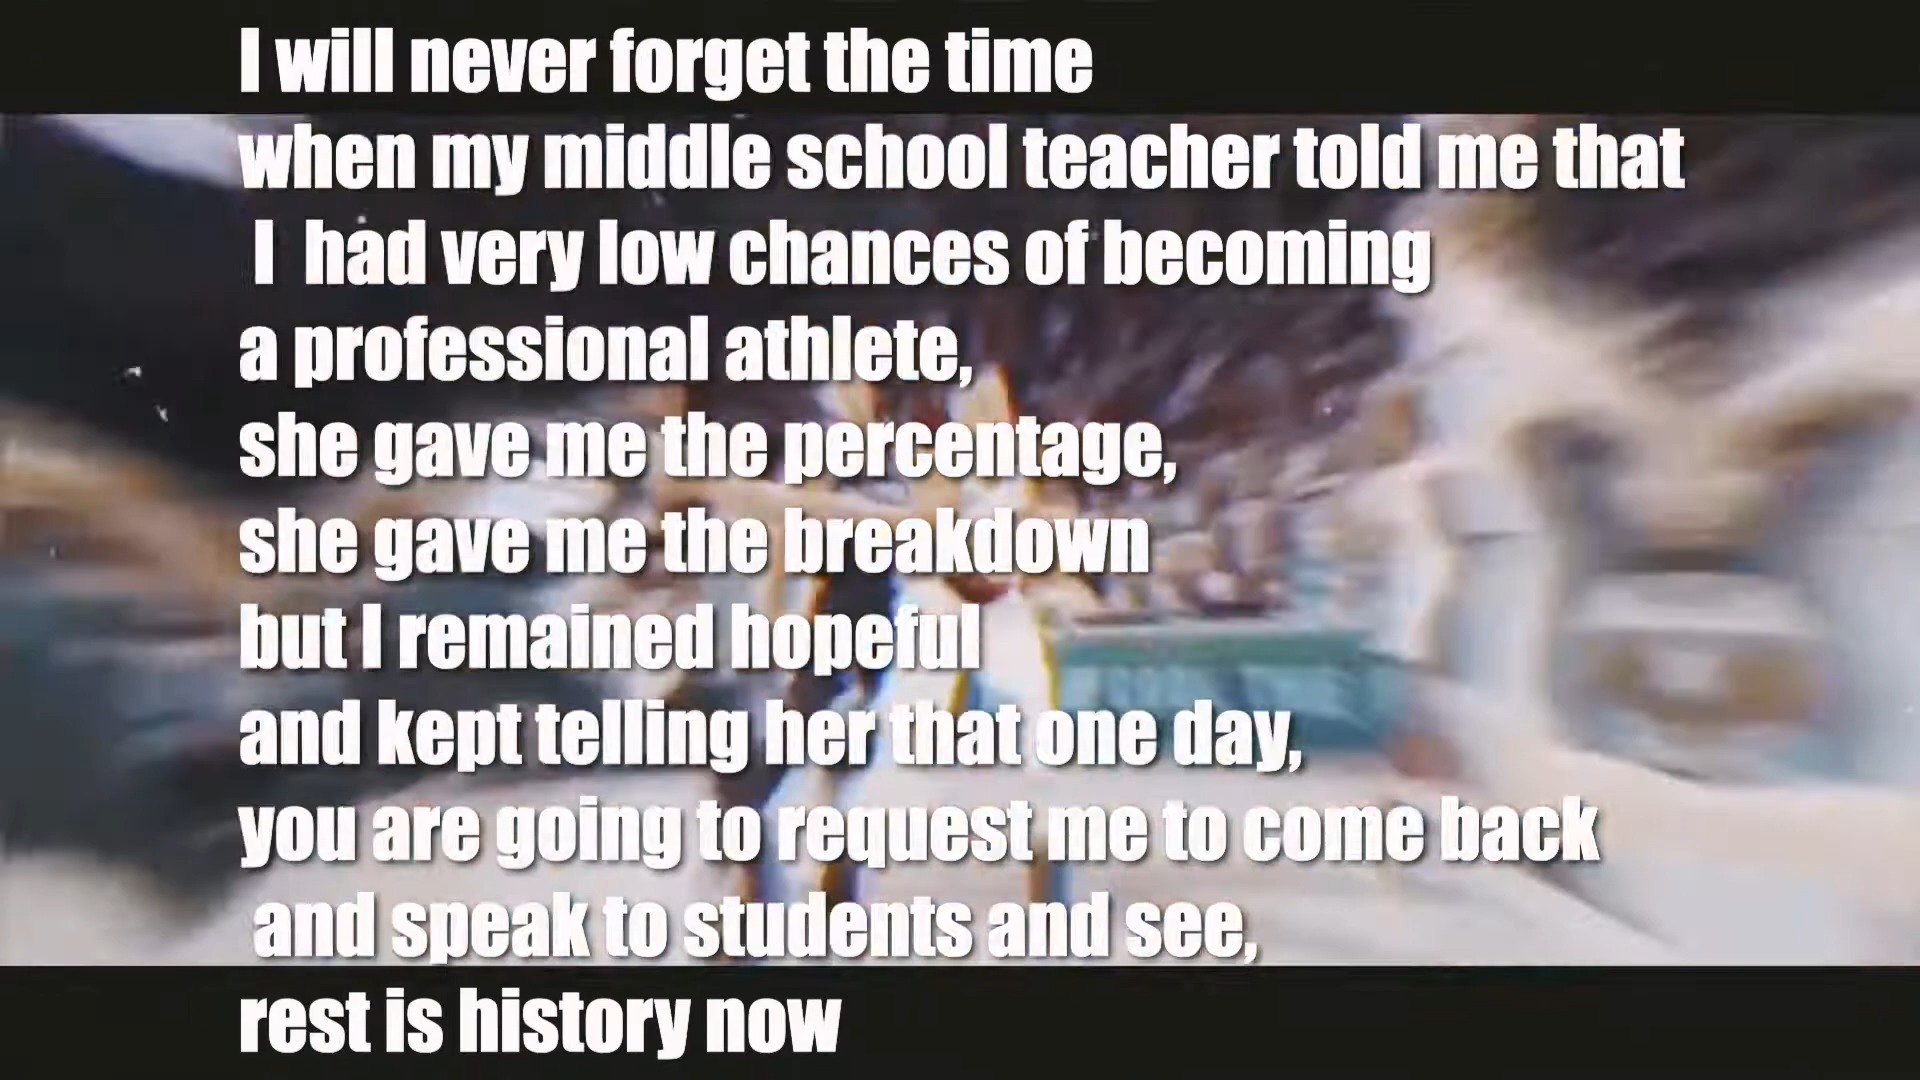 I will never forget the time
when my middle school teacher told me that
I had very low chances of becoming
a professional athlete,
she gave me the percentage,
she gave me the breakdown
but I remained hopeful
and kept telling her that one day,
you are going to request me to come back
and speak to students and see,
rest is history now